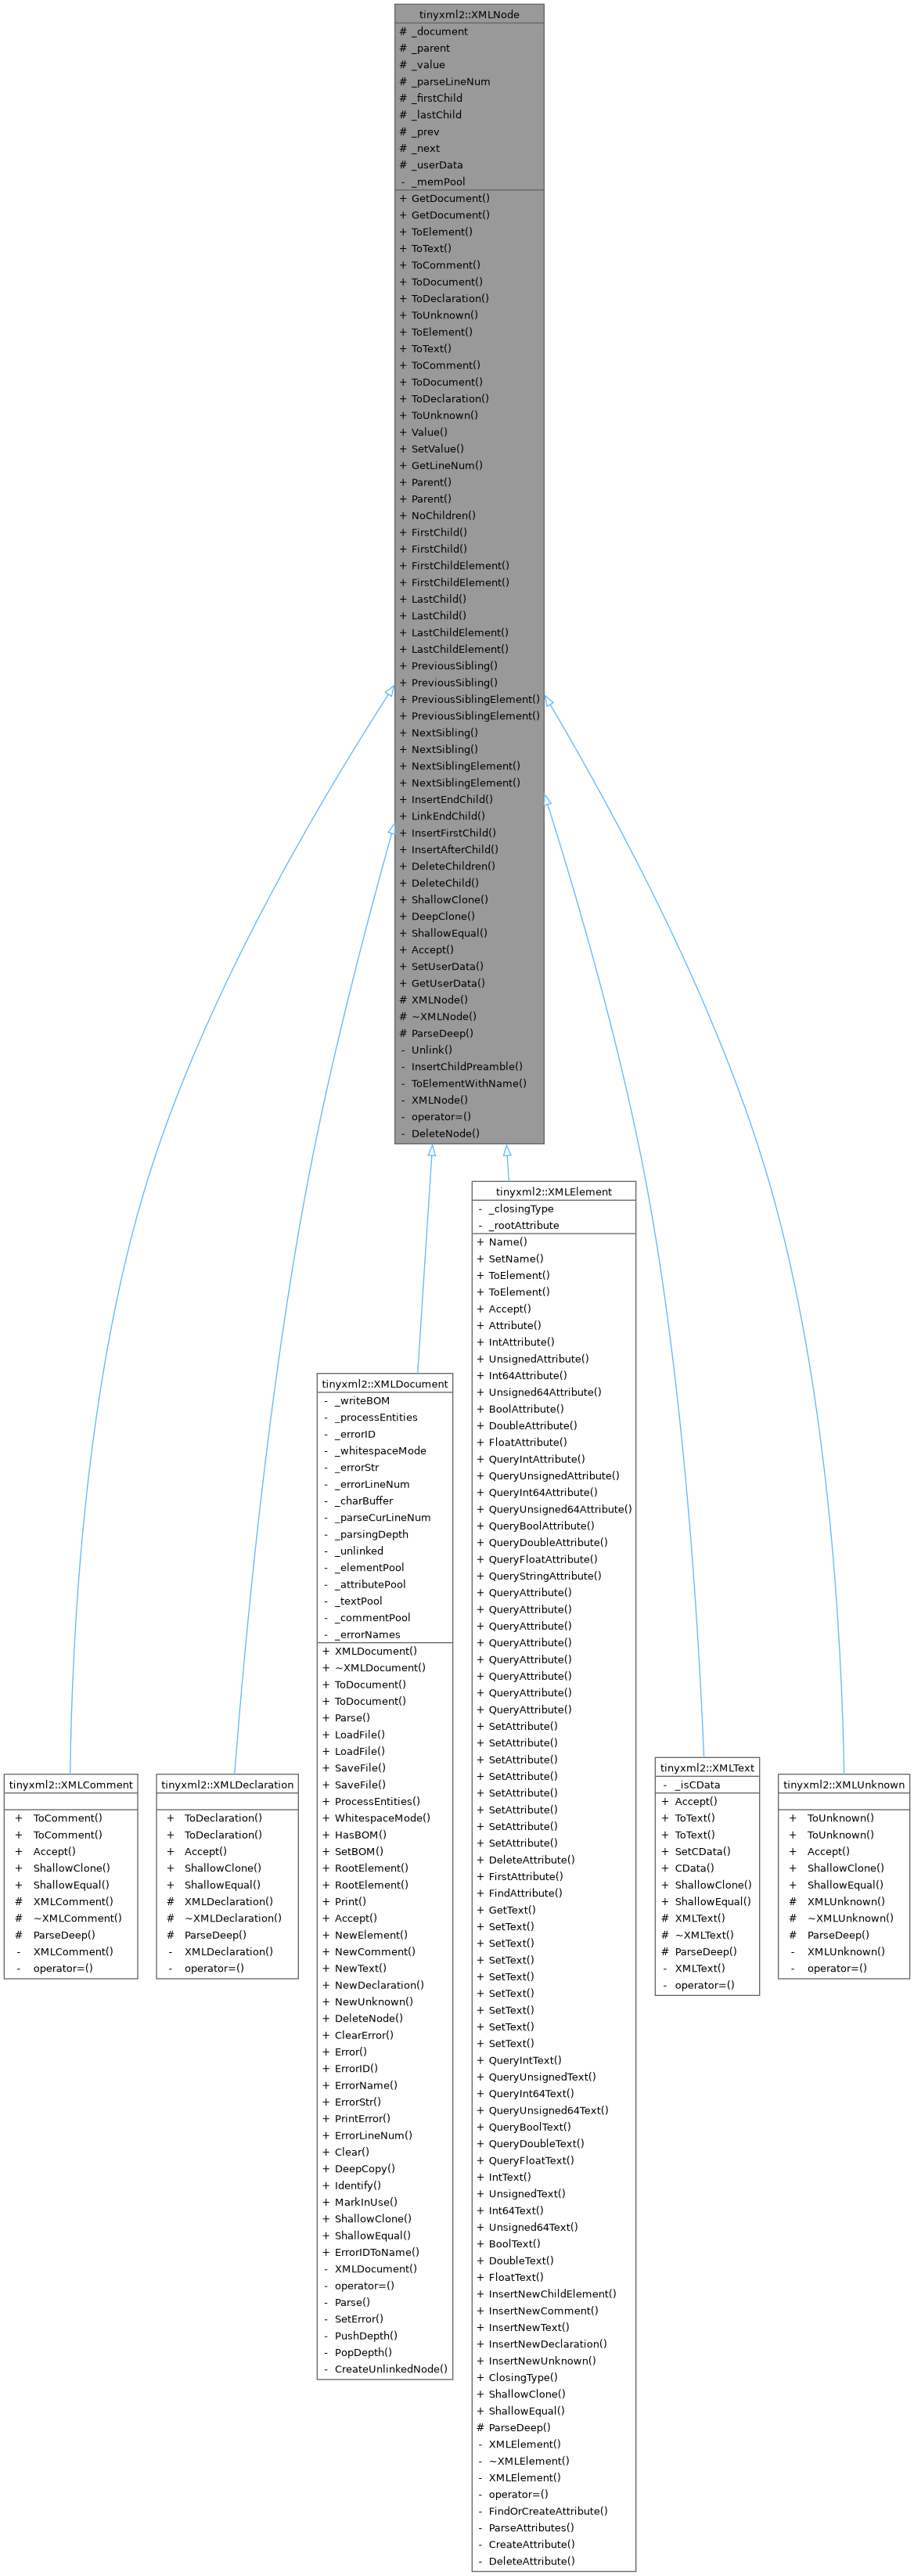 tinyxml2::XMLNode
# _document
# _parent
# _value
# _parseLineNum
# _firstChild
# _lastChild
# _prev
# _next
# _userData
- _memPool
+ GetDocument()
+ GetDocument()
+ ToElement()
+ ToText()
+ ToComment()
+ ToDocument()
+ ToDeclaration()
+ ToUnknown()
+ ToElement()
+ ToText()
+ ToComment()
+ ToDocument()
+ ToDeclaration()
+ ToUnknown()
+ Value()
+ SetValue()
+ GetLineNum()
+ Parent()
+ Parent()
+ NoChildren()
+ FirstChild()
+ FirstChild()
+ FirstChildElement()
+ FirstChildElement()
+ LastChild()
+ LastChild()
+ LastChildElement()
+ LastChildElement()
+ PreviousSibling()
+ PreviousSibling()
+ PreviousSiblingElement()
+ PreviousSiblingElement()
+ NextSibling()
+ NextSibling()
+ NextSiblingElement()
+ NextSiblingElement()
+ InsertEndChild()
+ LinkEndChild()
+ InsertFirstChild()
+ InsertAfterChild()
+ DeleteChildren()
+ DeleteChild()
+ ShallowClone()
+ DeepClone()
+ ShallowEqual()
+ Accept()
+ SetUserData()
+ GetUserData()
# XMLNode()
# ~XMLNode()
# ParseDeep()
- Unlink()
- InsertChildPreamble()
- ToElementWithName()
- XMLNode()
- operator=()
- DeleteNode()
tinyxml2::XMLComment
+ ToComment()
+ ToComment()
+ Accept()
+ ShallowClone()
+ ShallowEqual()
# XMLComment()
# ~XMLComment()
# ParseDeep()
- XMLComment()
- operator=()
tinyxml2::XMLDeclaration
+ ToDeclaration()
+ ToDeclaration()
+ Accept()
+ ShallowClone()
+ ShallowEqual()
# XMLDeclaration()
# ~XMLDeclaration()
# ParseDeep()
- XMLDeclaration()
- operator=()
tinyxml2::XMLDocument
- _writeBOM
- _processEntities
- _errorID
- _whitespaceMode
- _errorStr
- _errorLineNum
- _charBuffer
- _parseCurLineNum
- _parsingDepth
- _unlinked
- _elementPool
- _attributePool
- _textPool
- _commentPool
- _errorNames
+ XMLDocument()
+ ~XMLDocument()
+ ToDocument()
+ ToDocument()
+ Parse()
+ LoadFile()
+ LoadFile()
+ SaveFile()
+ SaveFile()
+ ProcessEntities()
+ WhitespaceMode()
+ HasBOM()
+ SetBOM()
+ RootElement()
+ RootElement()
+ Print()
+ Accept()
+ NewElement()
+ NewComment()
+ NewText()
+ NewDeclaration()
+ NewUnknown()
+ DeleteNode()
+ ClearError()
+ Error()
+ ErrorID()
+ ErrorName()
+ ErrorStr()
+ PrintError()
+ ErrorLineNum()
+ Clear()
+ DeepCopy()
+ Identify()
+ MarkInUse()
+ ShallowClone()
+ ShallowEqual()
+ ErrorIDToName()
- XMLDocument()
- operator=()
- Parse()
- SetError()
- PushDepth()
- PopDepth()
- CreateUnlinkedNode()
tinyxml2::XMLElement
- _closingType
- _rootAttribute
+ Name()
+ SetName()
+ ToElement()
+ ToElement()
+ Accept()
+ Attribute()
+ IntAttribute()
+ UnsignedAttribute()
+ Int64Attribute()
+ Unsigned64Attribute()
+ BoolAttribute()
+ DoubleAttribute()
+ FloatAttribute()
+ QueryIntAttribute()
+ QueryUnsignedAttribute()
+ QueryInt64Attribute()
+ QueryUnsigned64Attribute()
+ QueryBoolAttribute()
+ QueryDoubleAttribute()
+ QueryFloatAttribute()
+ QueryStringAttribute()
+ QueryAttribute()
+ QueryAttribute()
+ QueryAttribute()
+ QueryAttribute()
+ QueryAttribute()
+ QueryAttribute()
+ QueryAttribute()
+ QueryAttribute()
+ SetAttribute()
+ SetAttribute()
+ SetAttribute()
+ SetAttribute()
+ SetAttribute()
+ SetAttribute()
+ SetAttribute()
+ SetAttribute()
+ DeleteAttribute()
+ FirstAttribute()
+ FindAttribute()
+ GetText()
+ SetText()
+ SetText()
+ SetText()
+ SetText()
+ SetText()
+ SetText()
+ SetText()
+ SetText()
+ QueryIntText()
+ QueryUnsignedText()
+ QueryInt64Text()
+ QueryUnsigned64Text()
+ QueryBoolText()
+ QueryDoubleText()
+ QueryFloatText()
+ IntText()
+ UnsignedText()
+ Int64Text()
+ Unsigned64Text()
+ BoolText()
+ DoubleText()
+ FloatText()
+ InsertNewChildElement()
+ InsertNewComment()
+ InsertNewText()
+ InsertNewDeclaration()
+ InsertNewUnknown()
+ ClosingType()
+ ShallowClone()
+ ShallowEqual()
# ParseDeep()
- XMLElement()
- ~XMLElement()
- XMLElement()
- operator=()
- FindOrCreateAttribute()
- ParseAttributes()
- CreateAttribute()
- DeleteAttribute()
tinyxml2::XMLText
- _isCData
+ Accept()
+ ToText()
+ ToText()
+ SetCData()
+ CData()
+ ShallowClone()
+ ShallowEqual()
# XMLText()
# ~XMLText()
# ParseDeep()
- XMLText()
- operator=()
tinyxml2::XMLUnknown
+ ToUnknown()
+ ToUnknown()
+ Accept()
+ ShallowClone()
+ ShallowEqual()
# XMLUnknown()
# ~XMLUnknown()
# ParseDeep()
- XMLUnknown()
- operator=()